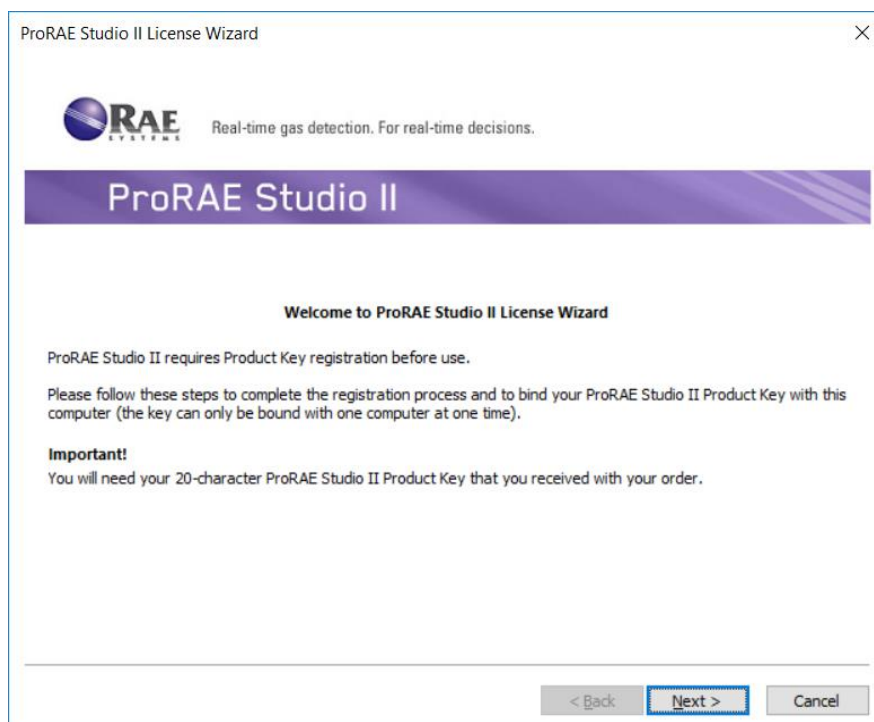 ProRAE Studio II License Wizard
RAE
SYSTEMS
Real-time gas detection. For real-time decisions.
ProRAE Studio II
Welcome to ProRAE Studio II License Wizard
ProRAE Studio II requires Product Key registration before use.
Please follow these steps to complete the registration process and to bind your ProRAE Studio II Product Key with this
computer (the key can only be bound with one computer at one time).
Important!
You will need your 20-character ProRAE Studio II Product Key that you received with your order.
< Back Next > Cancel